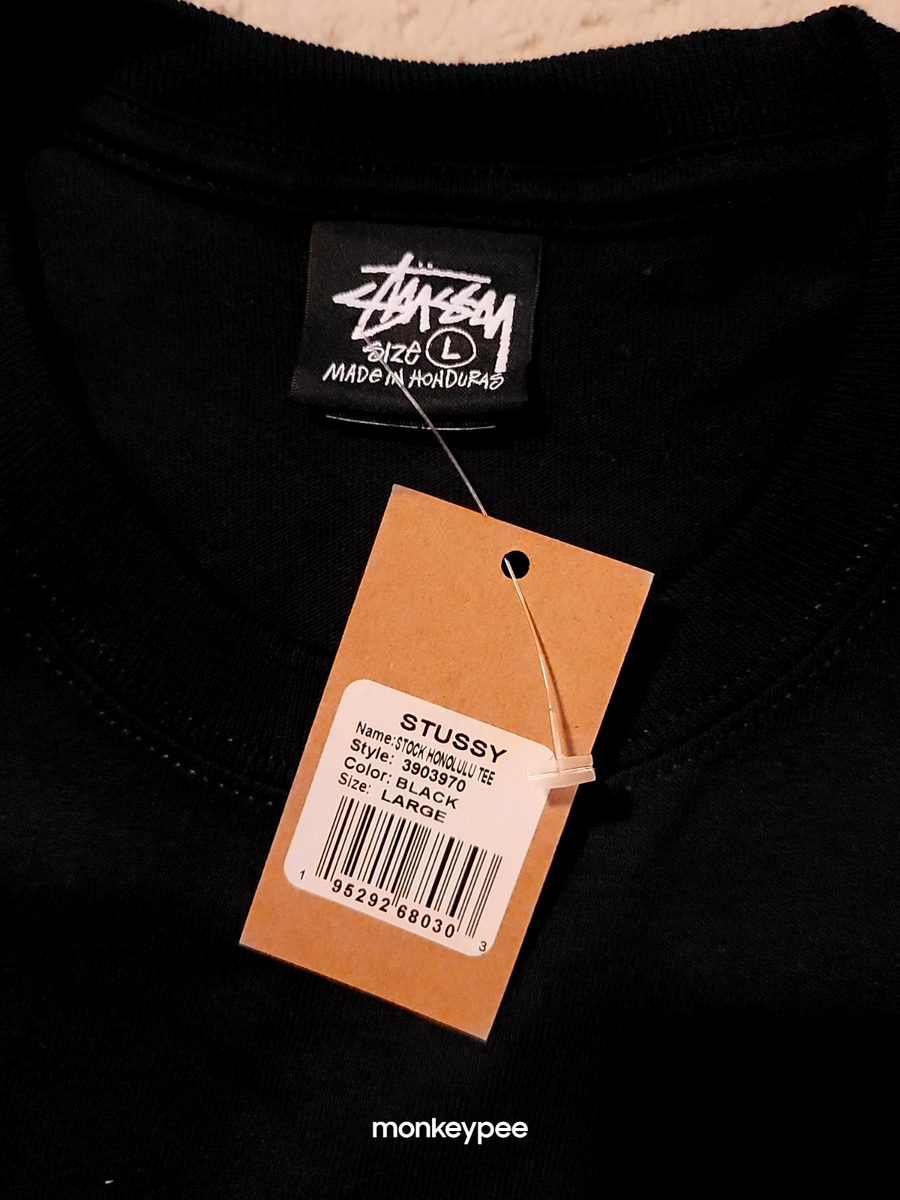 STÜSSY
SIZE L
MADE IN HONDURAS
STUSSY
Name:STOCK HONOLULU TEE
Style: 3903970
Color: BLACK
Size: LARGE
1 95292 68030 3
monkeypee